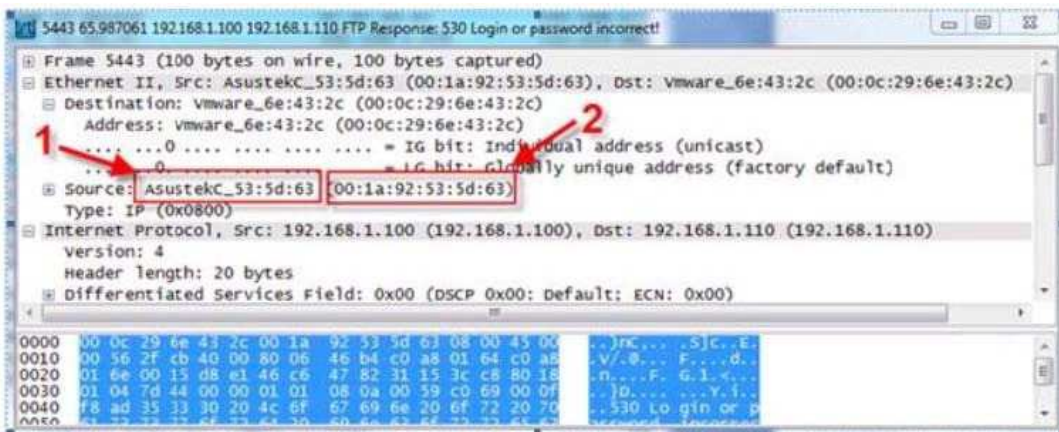 5443 65.987061 192.168.1.100 192.168.1.110 FTP Response: 530 Login or password incorrect!
Frame 5443 (100 bytes on wire, 100 bytes captured)
Ethernet II, Src: AsustekC_53:5d:63 (00:1a:92:53:5d:63), Dst: Vmware_6e:43:2c (00:0c:29:6e:43:2c)
Destination: Vmware_6e:43:2c (00:0c:29:6e:43:2c)
Address: Vmware_6e:43:2c (00:0c:29:6e:43:2c)
1
2
.... ...0 .... .... .... .... = IG bit: Individual address (unicast)
.... ..0. .... .... .... .... = LG bit: Globally unique address (factory default)
Source: AsustekC_53:5d:63 (00:1a:92:53:5d:63)
Type: IP (0x0800)
Internet Protocol, Src: 192.168.1.100 (192.168.1.100), Dst: 192.168.1.110 (192.168.1.110)
Version: 4
Header length: 20 bytes
Differentiated Services Field: 0x00 (DSCP 0x00: Default; ECN: 0x00)
0000 00 0c 29 6e 43 2c 00 1a 92 53 5d 63 08 00 45 00 ..)nC,.. .S]c..E.
0010 00 56 2f cb 40 00 80 06 46 b4 c0 a8 01 64 c0 a8 .V/.@... F....d..
0020 01 6e 00 15 d8 e1 46 c6 47 82 31 15 3c c8 80 18 .n....F. G.1.<...
0030 01 04 7d 44 00 00 01 01 08 0a 00 59 c0 69 00 0f ..}D.... ...Y.i..
0040 f8 ad 35 33 30 20 4c 6f 67 69 6e 20 6f 72 20 70 ..530 Lo gin or p
0050